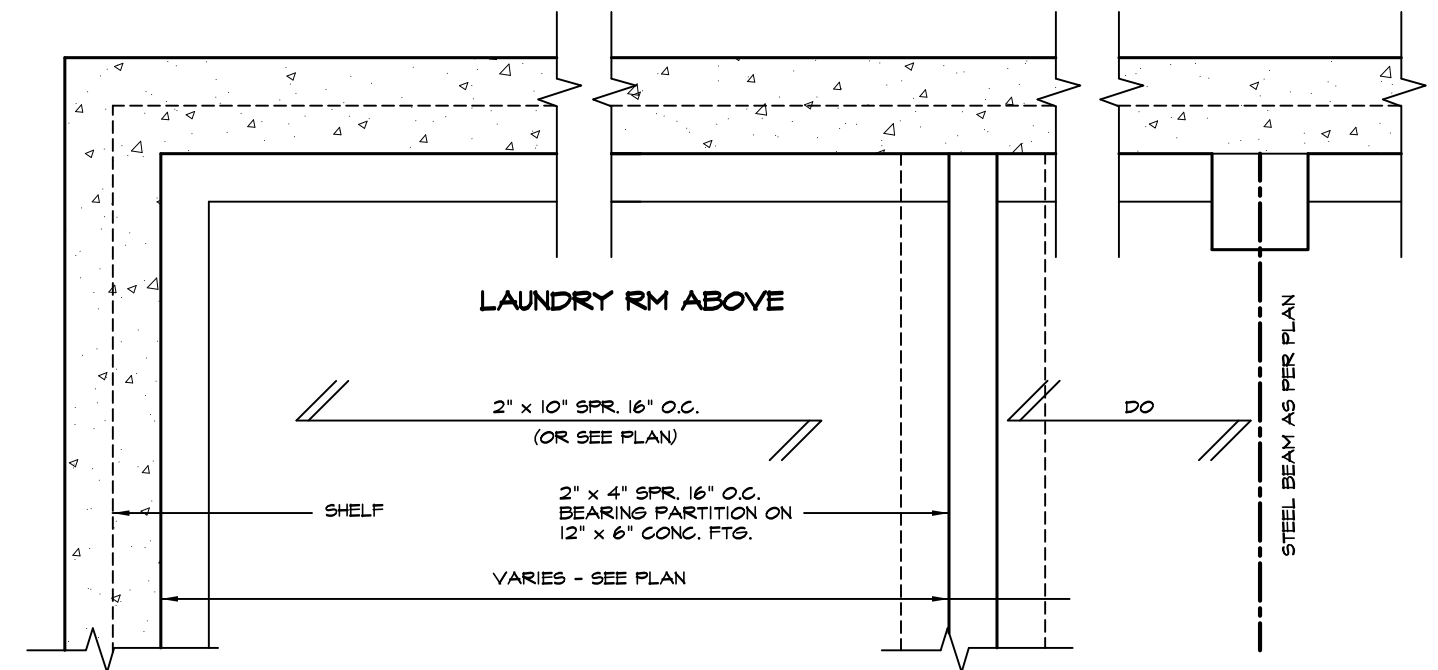 LAUNDRY RM ABOVE
2" x 10" SPR. 16" O.C.
(OR SEE PLAN)
DO
STEEL BEAM AS PER PLAN
SHELF
2" x 4" SPR. 16" O.C.
BEARING PARTITION ON
12" x 6" CONC. FTG.
VARIES - SEE PLAN